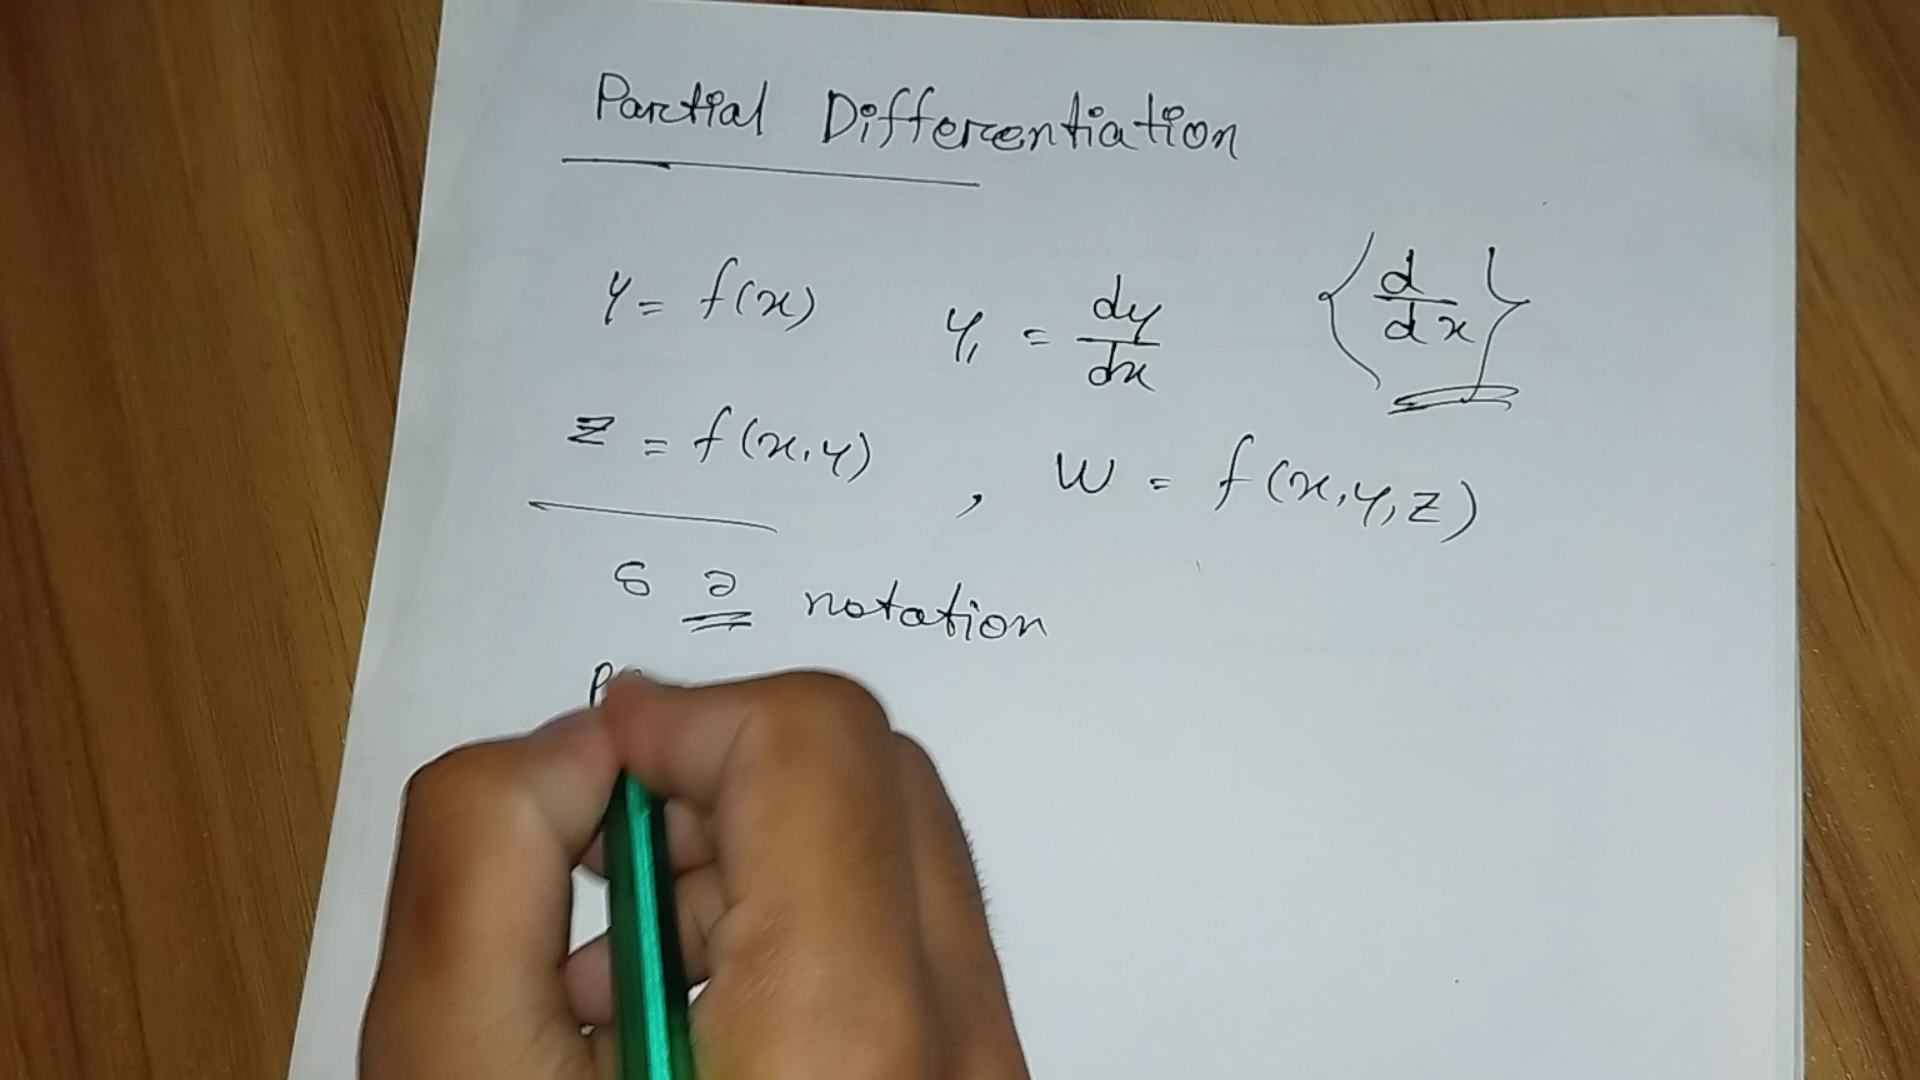 Partial Differentiation
y = f(x) y₁ = dy/dx {d/dx}
z = f(x,y) , w = f(x,y,z)
δ ∂ notation